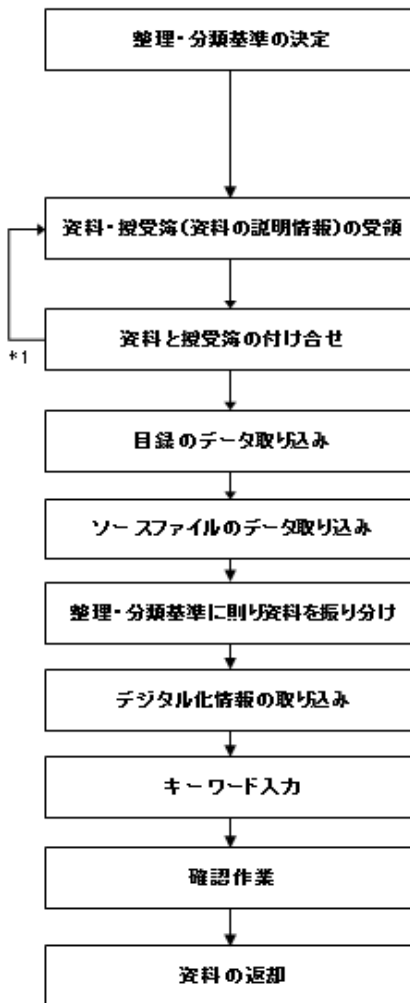 整理・分類基準の決定
資料・授受簿(資料の説明情報)の受領
資料と授受簿の付け合せ
*1
目録のデータ取り込み
ソースファイルのデータ取り込み
整理・分類基準に則り資料を振り分け
デジタル化情報の取り込み
キーワード入力
確認作業
資料の返却